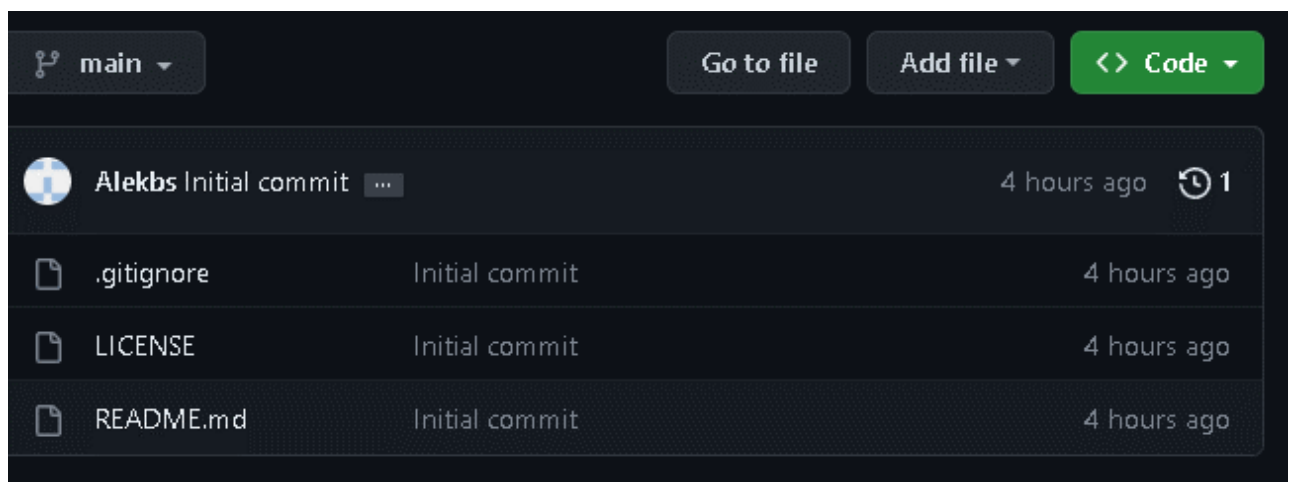 main Go to file Add file <> Code
Alekbs Initial commit ... 4 hours ago 1
.gitignore Initial commit 4 hours ago
LICENSE Initial commit 4 hours ago
README.md Initial commit 4 hours ago